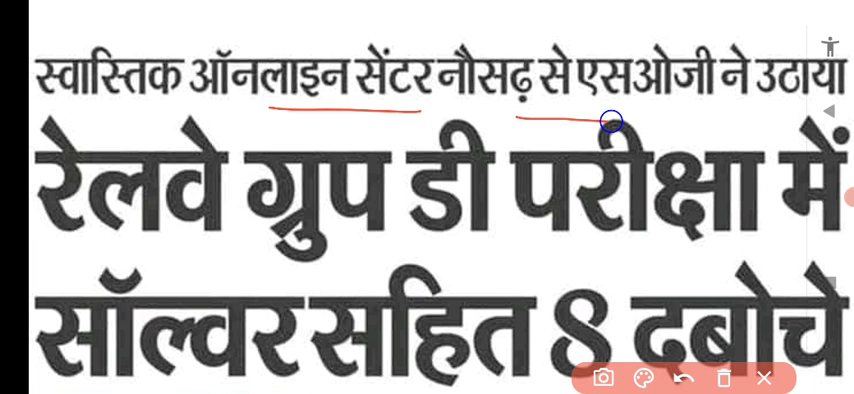 स्वास्तिक ऑनलाइन सेंटर नौसढ़ से एसओजी ने उठाया
रेलवे ग्रुप डी परीक्षा में
सॉल्वर सहित 8 दबोचे